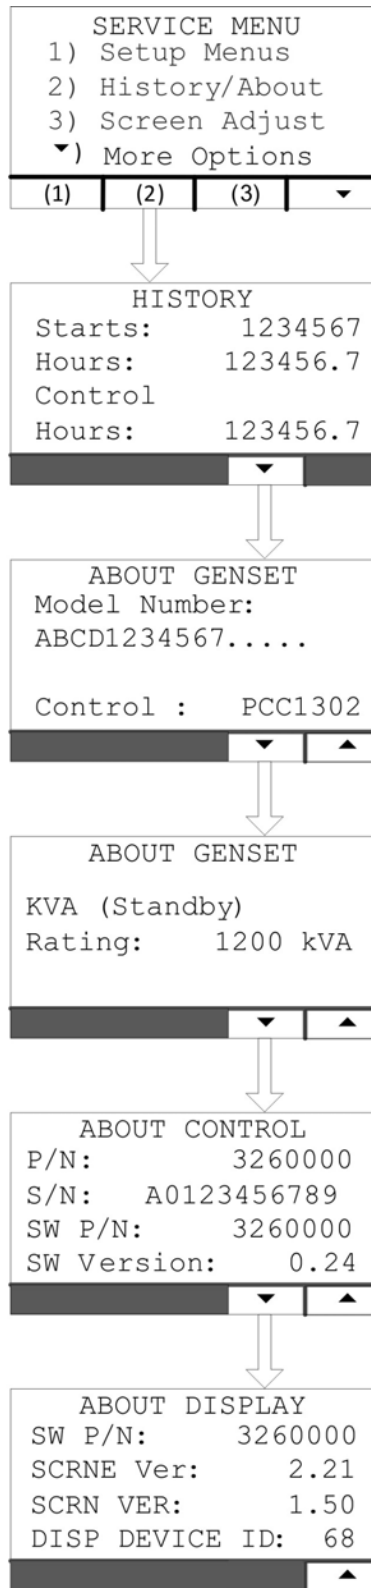 SERVICE MENU
1) Setup Menus
2) History/About
3) Screen Adjust
▼) More Options
(1) (2) (3) ▼
HISTORY
Starts: 1234567
Hours: 123456.7
Control
Hours: 123456.7
▼
ABOUT GENSET
Model Number:
ABCD1234567.....
Control : PCC1302
▼ ▲
ABOUT GENSET
KVA (Standby)
Rating: 1200 kVA
▼ ▲
ABOUT CONTROL
P/N: 3260000
S/N: A0123456789
SW P/N: 3260000
SW Version: 0.24
▼ ▲
ABOUT DISPLAY
SW P/N: 3260000
SCRNE Ver: 2.21
SCRN VER: 1.50
DISP DEVICE ID: 68
▲